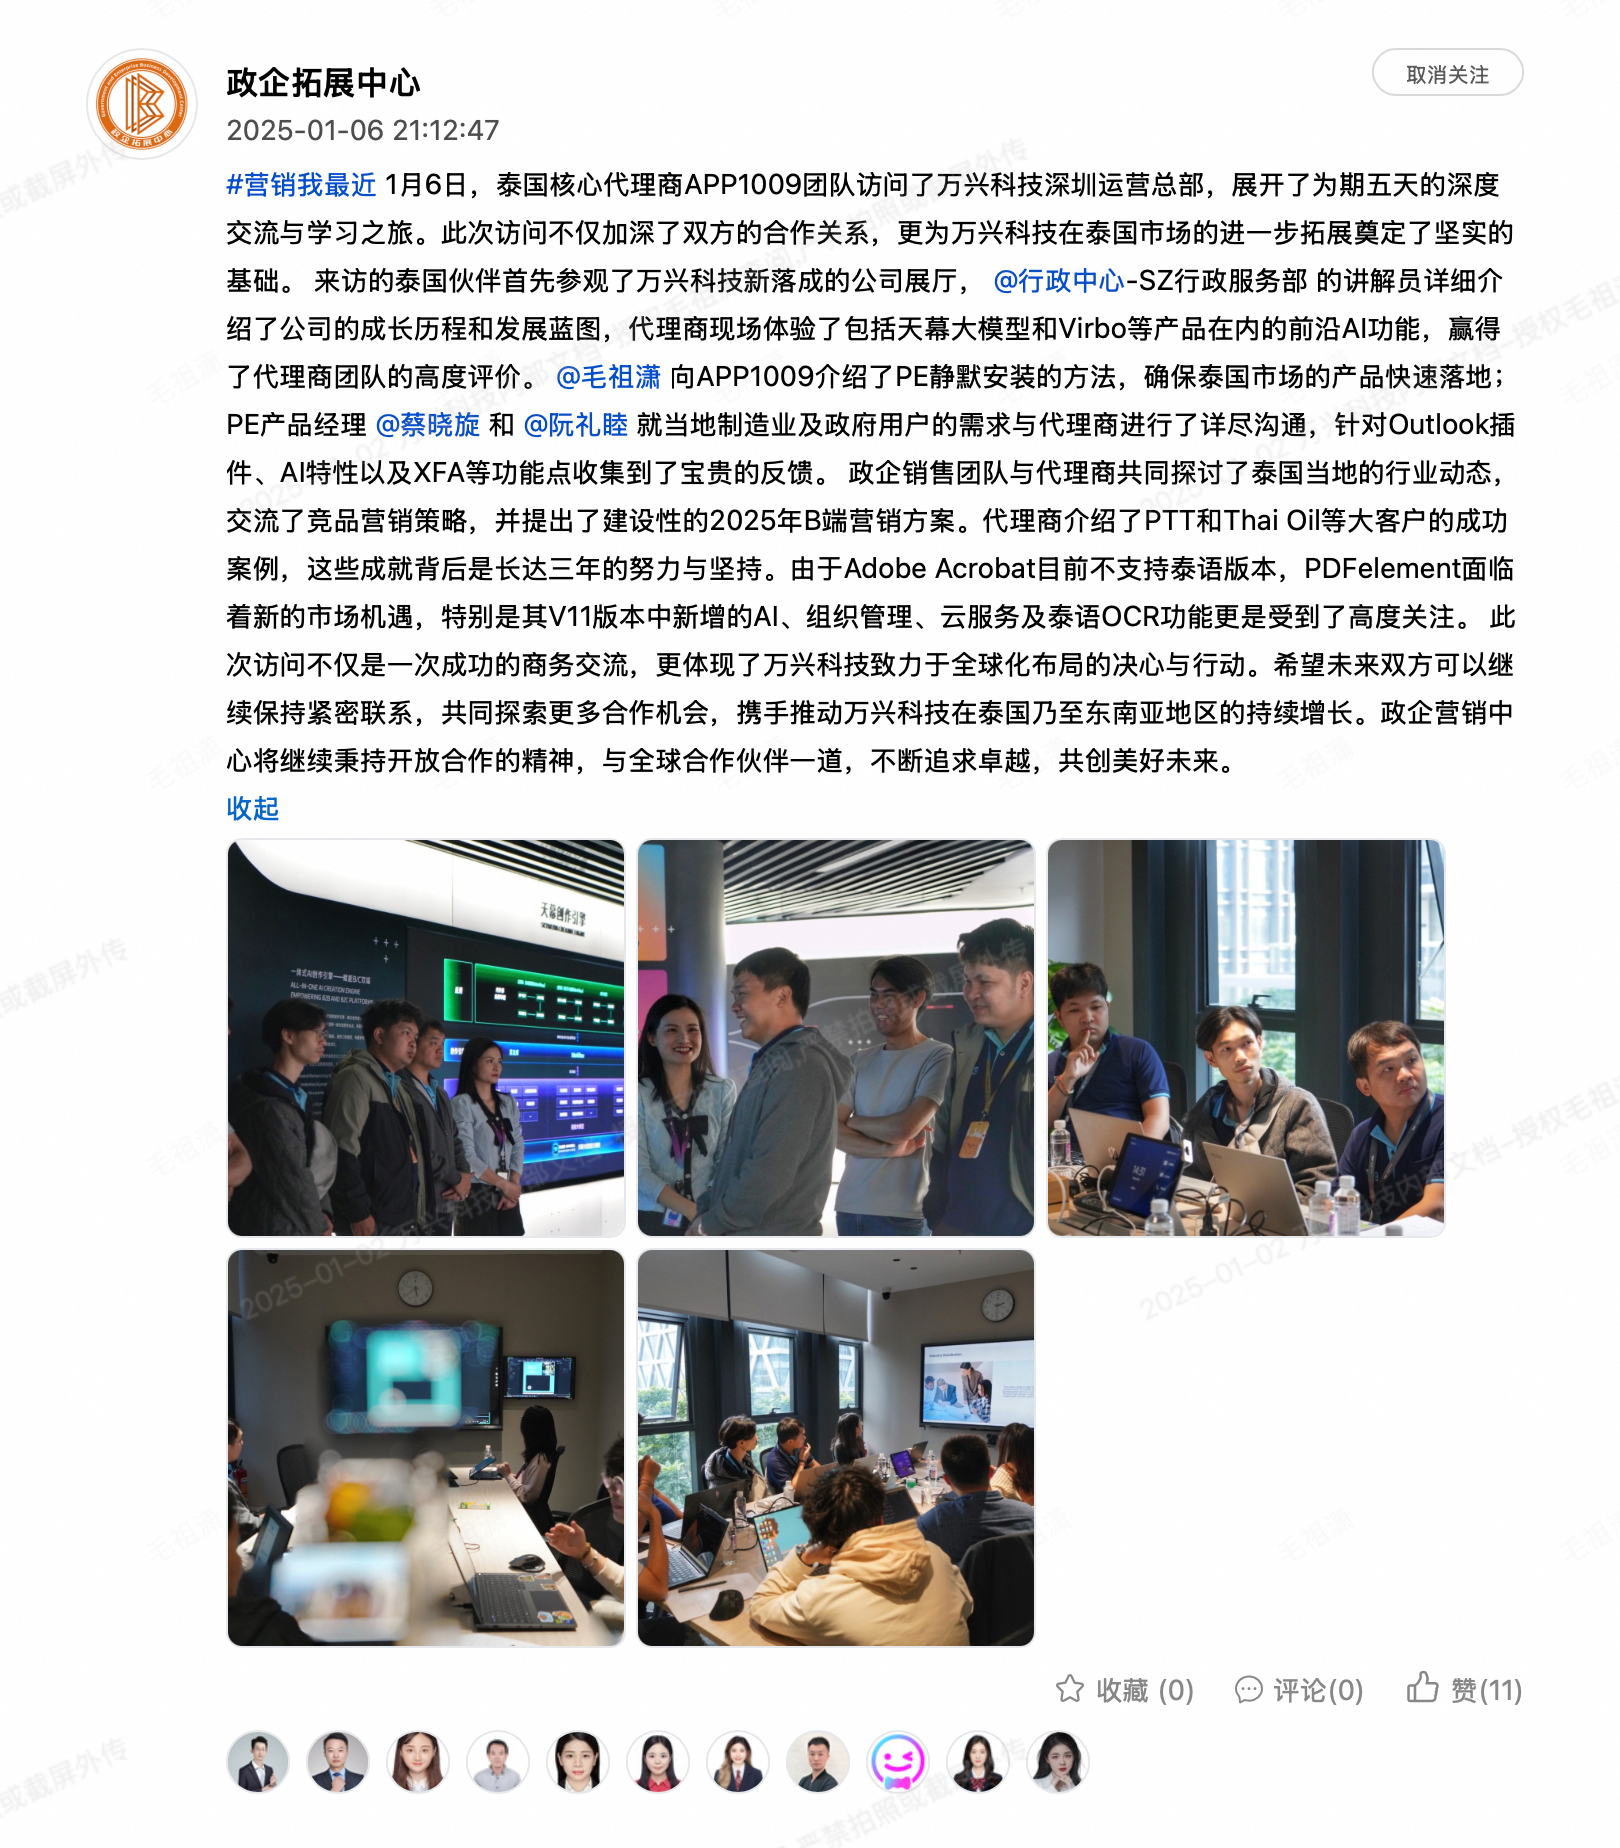 政企拓展中心
取消关注
2025-01-06 21:12:47
#营销我最近 1月6日，泰国核心代理商APP1009团队访问了万兴科技深圳运营总部，展开了为期五天的深度
交流与学习之旅。此次访问不仅加深了双方的合作关系，更为万兴科技在泰国市场的进一步拓展奠定了坚实的
基础。 来访的泰国伙伴首先参观了万兴科技新落成的公司展厅， @行政中心-SZ行政服务部 的讲解员详细介
绍了公司的成长历程和发展蓝图，代理商现场体验了包括天幕大模型和Virbo等产品在内的前沿AI功能，赢得
了代理商团队的高度评价。 @毛祖潇 向APP1009介绍了PE静默安装的方法，确保泰国市场的产品快速落地；
PE产品经理 @蔡晓旋 和 @阮礼睦 就当地制造业及政府用户的需求与代理商进行了详尽沟通，针对Outlook插
件、AI特性以及XFA等功能点收集到了宝贵的反馈。 政企销售团队与代理商共同探讨了泰国当地的行业动态，
交流了竞品营销策略，并提出了建设性的2025年B端营销方案。代理商介绍了PTT和Thai Oil等大客户的成功
案例，这些成就背后是长达三年的努力与坚持。由于Adobe Acrobat目前不支持泰语版本，PDFelement面临
着新的市场机遇，特别是其V11版本中新增的AI、组织管理、云服务及泰语OCR功能更是受到了高度关注。 此
次访问不仅是一次成功的商务交流，更体现了万兴科技致力于全球化布局的决心与行动。希望未来双方可以继
续保持紧密联系，共同探索更多合作机会，携手推动万兴科技在泰国乃至东南亚地区的持续增长。政企营销中
心将继续秉持开放合作的精神，与全球合作伙伴一道，不断追求卓越，共创美好未来。
收起
天幕创作引擎
一体式AI创作引擎——赋能B/C双端
ALL-IN-ONE AI CREATION ENGINE
EMPOWERING B2B AND B2C PLATFORMS
收藏 (0)
评论(0)
赞(11)